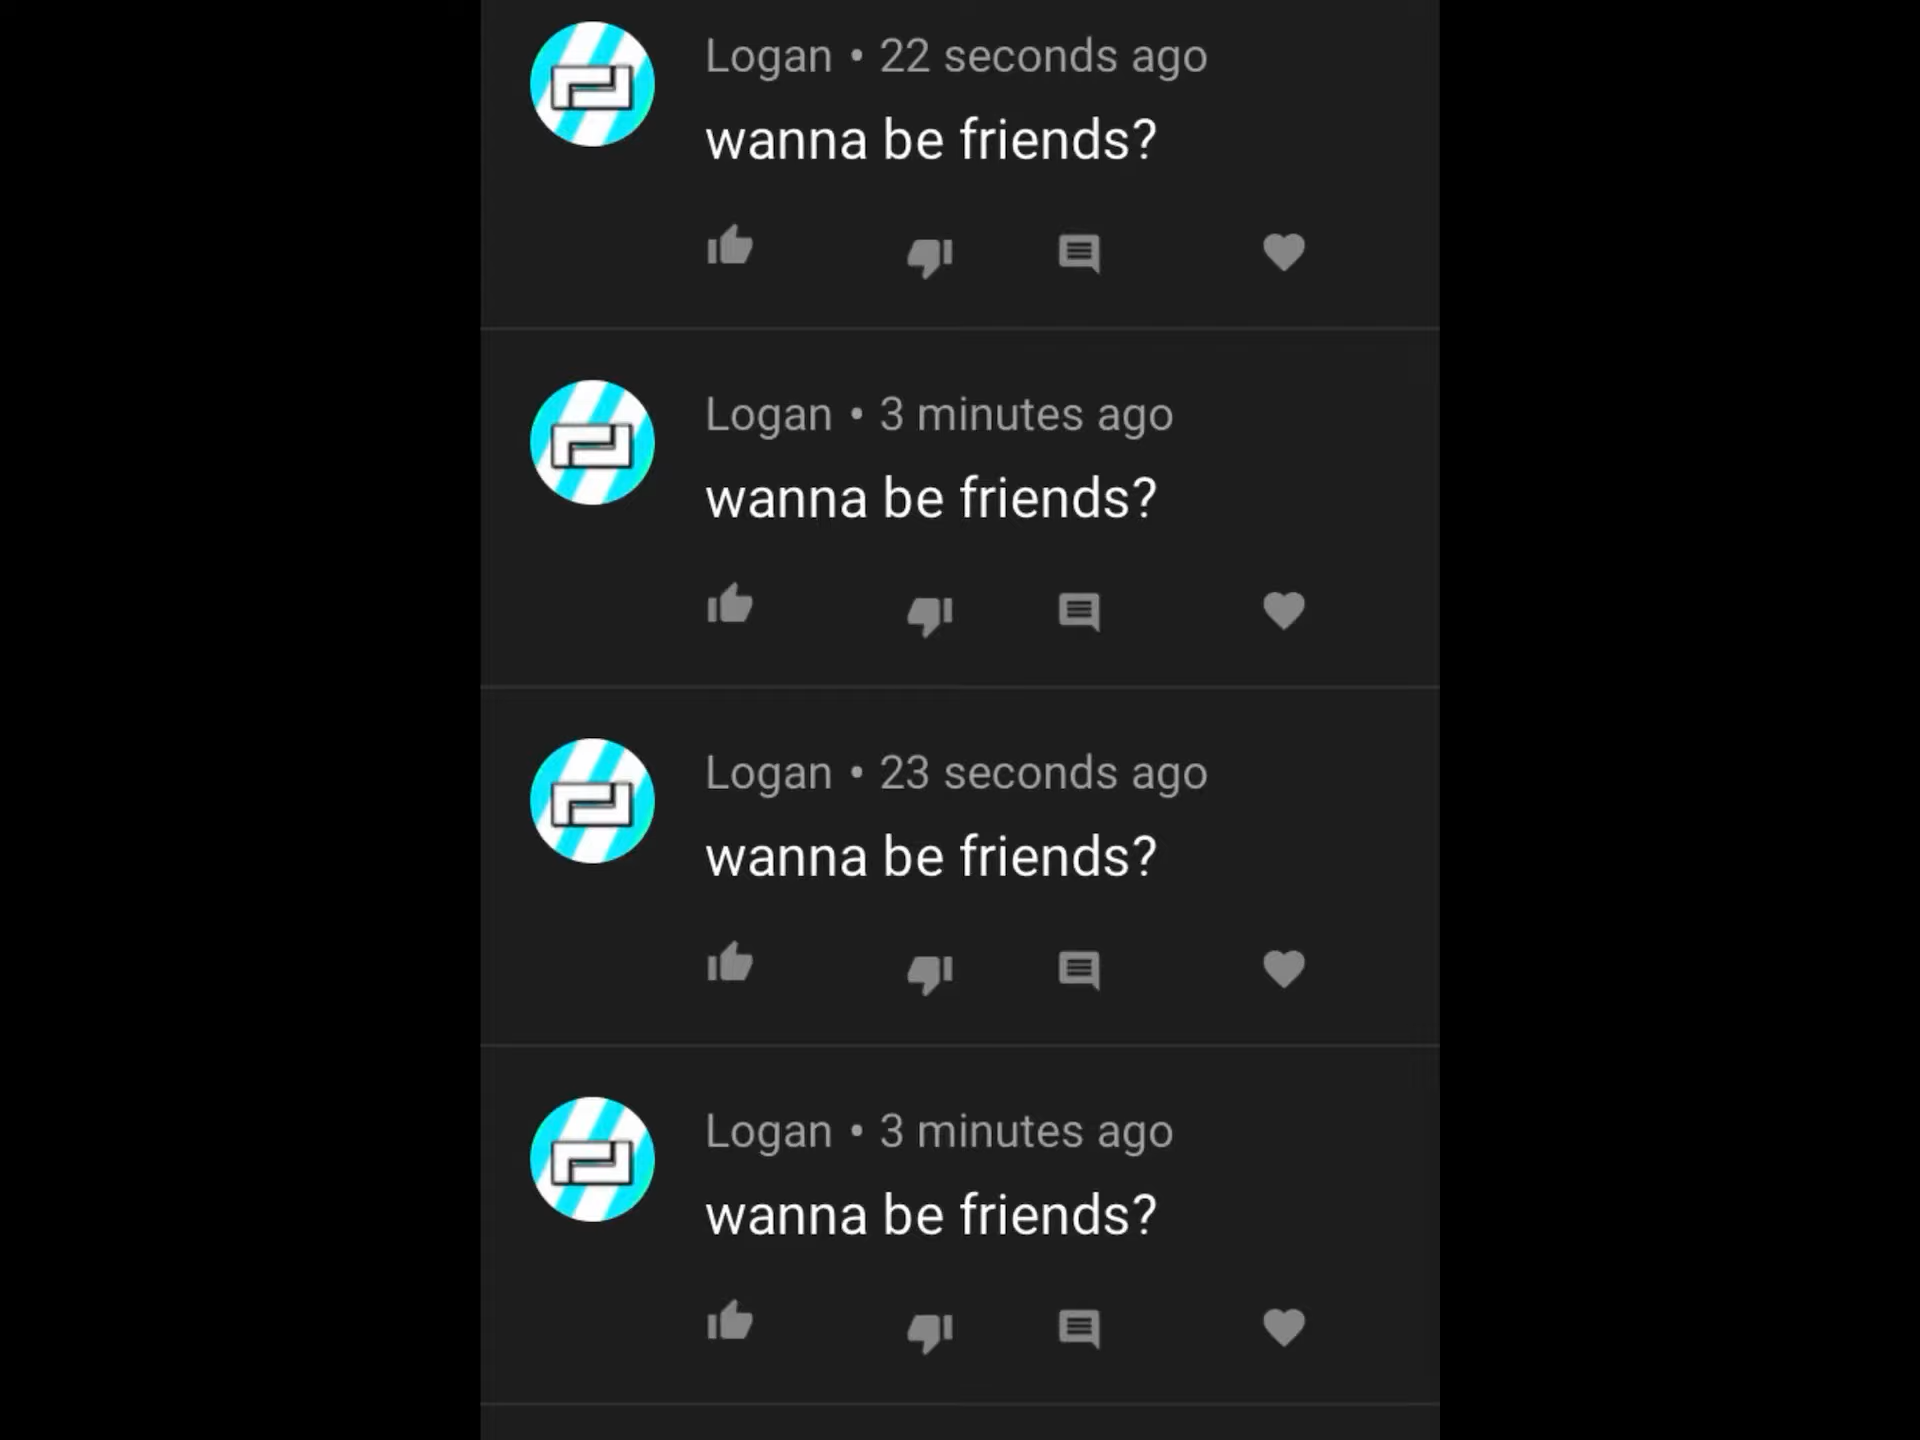 Logan • 22 seconds ago
wanna be friends?
Logan • 3 minutes ago
wanna be friends?
Logan • 23 seconds ago
wanna be friends?
Logan • 3 minutes ago
wanna be friends?